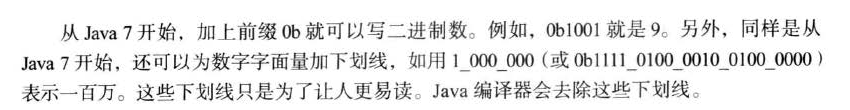 从 Java 7 开始，加上前缀 0b 就可以写二进制数。例如，0b1001 就是 9。另外，同样是从
Java 7 开始，还可以为数字字面量加下划线，如用 1_000_000（或 0b1111_0100_0010_0100_0000）
表示一百万。这些下划线只是为了让人更易读。Java 编译器会去除这些下划线。